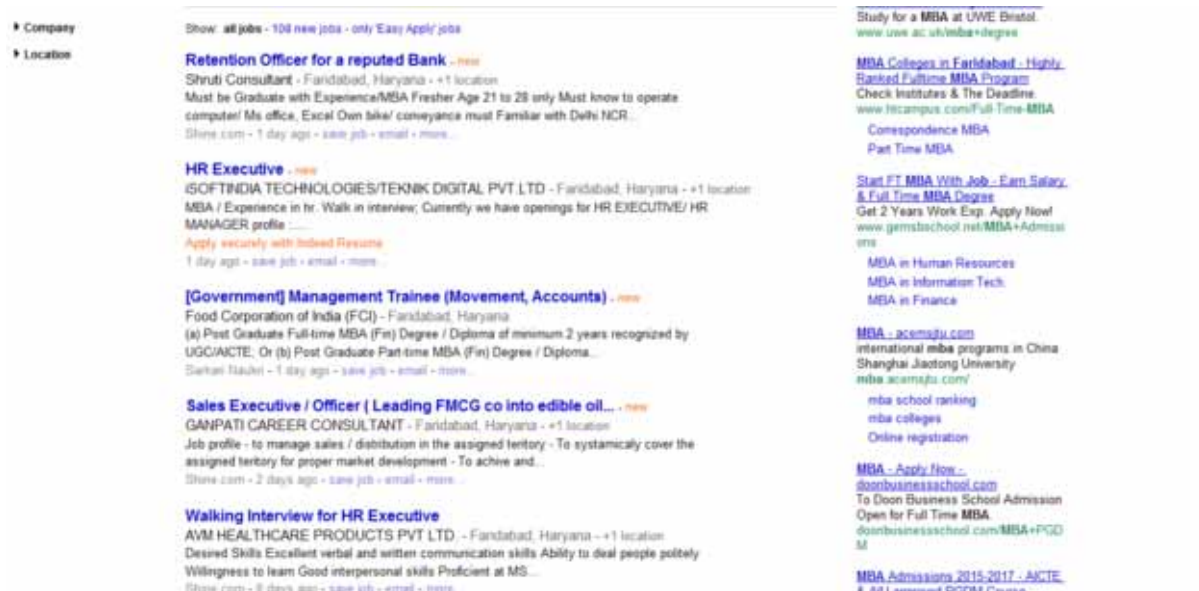 Company
Location
Show: all jobs - 108 new jobs - only 'Easy Apply' jobs
Retention Officer for a reputed Bank - new
Shruti Consultant - Faridabad, Haryana - +1 location
Must be Graduate with Experience/MBA Fresher Age 21 to 28 only Must know to operate
computer/ Ms office, Excel Own bike/ conveyance must Familiar with Delhi NCR...
Shine.com - 1 day ago - save job - email - more...
HR Executive - new
iSOFTINDIA TECHNOLOGIES/TEKNIK DIGITAL PVT.LTD - Faridabad, Haryana - +1 location
MBA / Experience in hr. Walk in interview; Currently we have openings for HR EXECUTIVE/ HR
MANAGER profile :.....
Apply securely with Indeed Resume
1 day ago - save job - email - more...
[Government] Management Trainee (Movement, Accounts) - new
Food Corporation of India (FCI) - Faridabad, Haryana
(a) Post Graduate Full-time MBA (Fin) Degree / Diploma of minimum 2 years recognized by
UGC/AICTE; Or (b) Post Graduate Part-time MBA (Fin) Degree / Diploma...
Sarkari Naukri - 1 day ago - save job - email - more...
Sales Executive / Officer ( Leading FMCG co into edible oil... - new
GANPATI CAREER CONSULTANT - Faridabad, Haryana - +1 location
Job profile - to manage sales / distribution in the assigned teritory - To systamicaly cover the
assigned teritory for proper market development - To achive and...
Shine.com - 2 days ago - save job - email - more...
Walking Interview for HR Executive
AVM HEALTHCARE PRODUCTS PVT LTD. - Faridabad, Haryana - +1 location
Desired Skills Excellent verbal and written communication skills Ability to deal people politely
Willingness to learn Good interpersonal skills Proficient at MS...
Shine.com - 8 days ago - save job - email - more...
Study for a MBA at UWE Bristol.
www.uwe.ac.uk/mba+degree
MBA Colleges in Faridabad - Highly
Ranked Fulltime MBA Program
Check Institutes & The Deadline.
www.htcampus.com/Full-Time-MBA
Correspondence MBA
Part Time MBA
Start FT MBA With Job - Earn Salary
& Full Time MBA Degree
Get 2 Years Work Exp. Apply Now!
www.gemsbschool.net/MBA+Admissi
ons
MBA in Human Resources
MBA in Information Tech.
MBA in Finance
MBA - acemsjtu.com
international mba programs in China
Shanghai Jiaotong University
mba.acemsjtu.com/
mba school ranking
mba colleges
Online registration
MBA - Apply Now -
doonbusinessschool.com
To Doon Business School Admission
Open for Full Time MBA.
doonbusinessschool.com/MBA+PGD
M
MBA Admissions 2015-2017 - AICTE